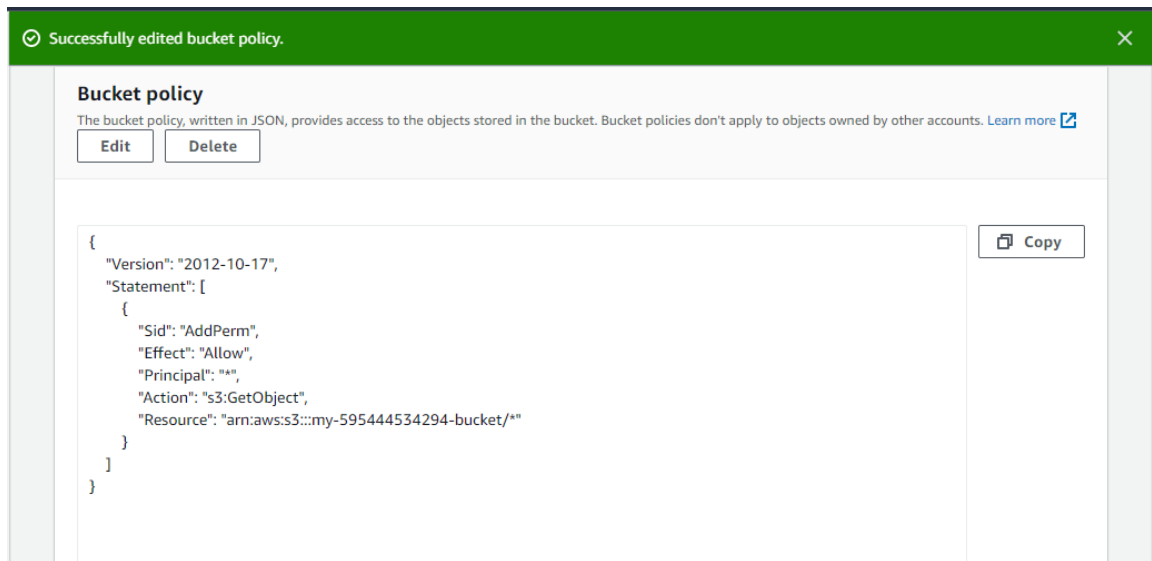 Successfully edited bucket policy.
Bucket policy
The bucket policy, written in JSON, provides access to the objects stored in the bucket. Bucket policies don't apply to objects owned by other accounts. Learn more
Edit Delete
Copy
{
"Version": "2012-10-17",
"Statement": [
{
"Sid": "AddPerm",
"Effect": "Allow",
"Principal": "*",
"Action": "s3:GetObject",
"Resource": "arn:aws:s3:::my-595444534294-bucket/*"
}
]
}